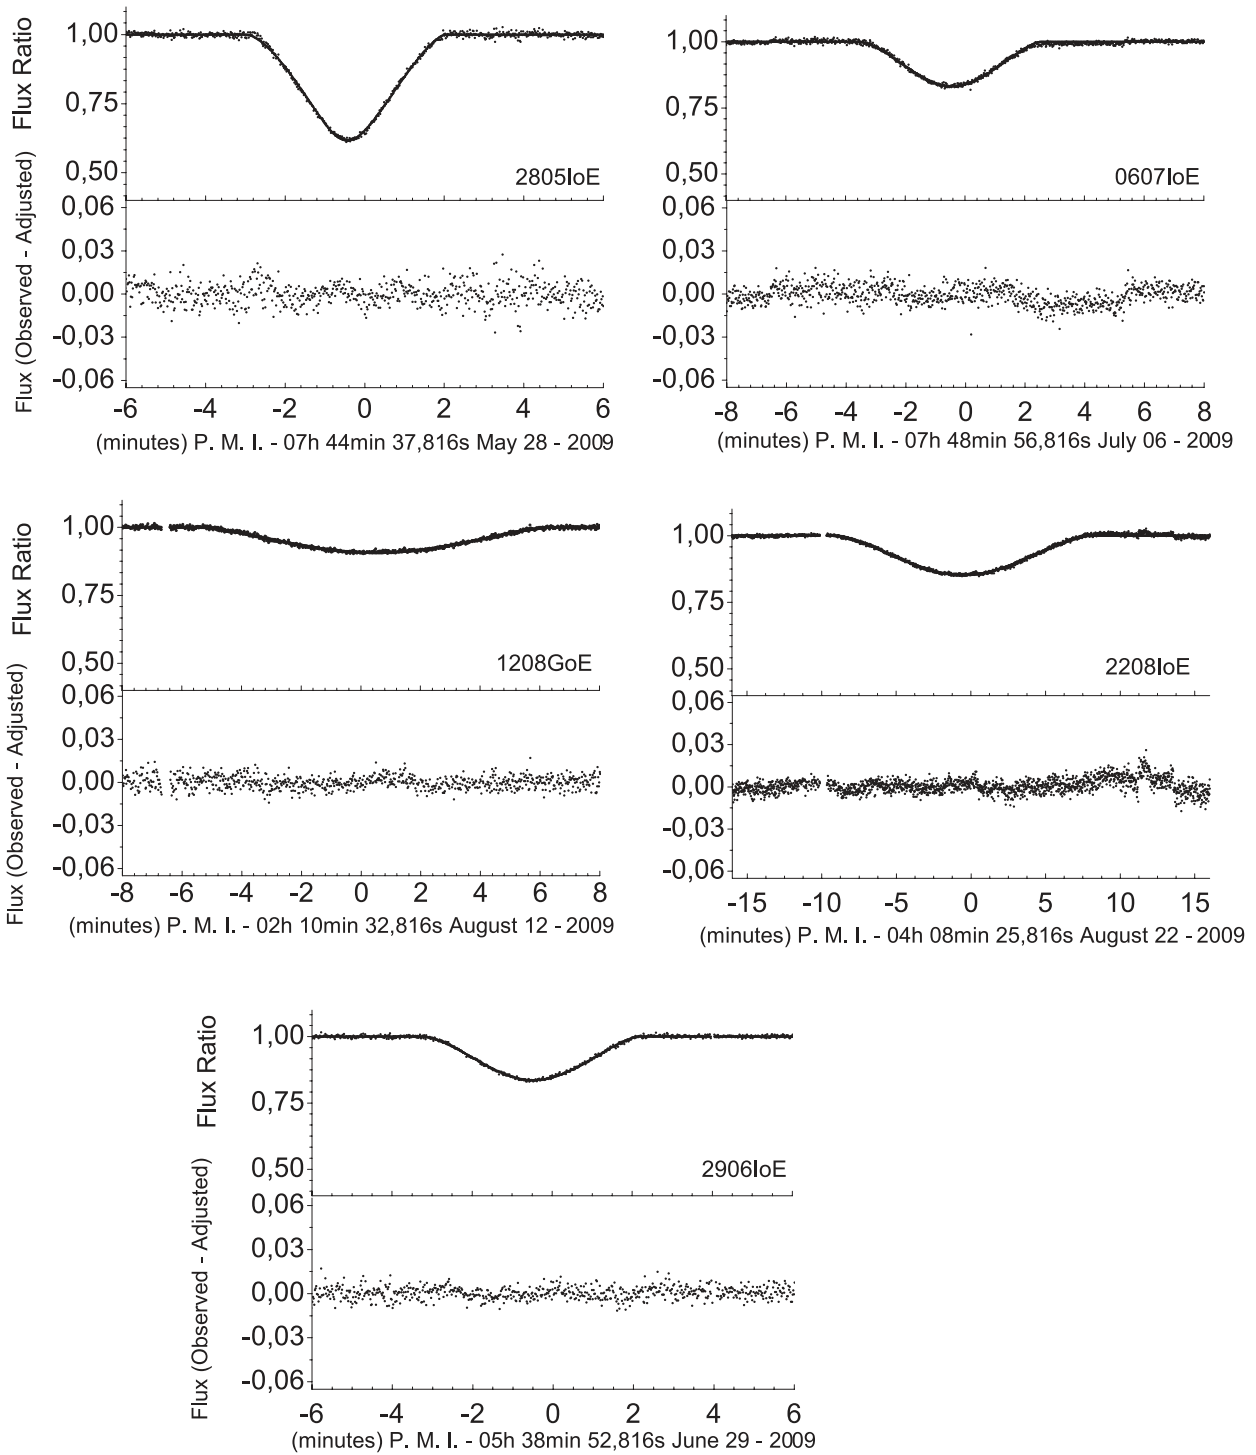 Flux Ratio
1,00
0,75
0,50
2805IoE
Flux (Observed - Adjusted)
0,06
0,03
0,00
-0,03
-0,06
-6 -4 -2 0 2 4 6
(minutes) P. M. I. - 07h 44min 37,816s May 28 - 2009
1,00
0,75
0,50
0607IoE
0,06
0,03
0,00
-0,03
-0,06
-8 -6 -4 -2 0 2 4 6 8
(minutes) P. M. I. - 07h 48min 56,816s July 06 - 2009
Flux Ratio
1,00
0,75
0,50
1208GoE
Flux (Observed - Adjusted)
0,06
0,03
0,00
-0,03
-0,06
-8 -6 -4 -2 0 2 4 6 8
(minutes) P. M. I. - 02h 10min 32,816s August 12 - 2009
1,00
0,75
0,50
2208IoE
0,06
0,03
0,00
-0,03
-0,06
-15 -10 -5 0 5 10 15
(minutes) P. M. I. - 04h 08min 25,816s August 22 - 2009
Flux Ratio
1,00
0,75
0,50
2906IoE
Flux (Observed - Adjusted)
0,06
0,03
0,00
-0,03
-0,06
-6 -4 -2 0 2 4 6
(minutes) P. M. I. - 05h 38min 52,816s June 29 - 2009